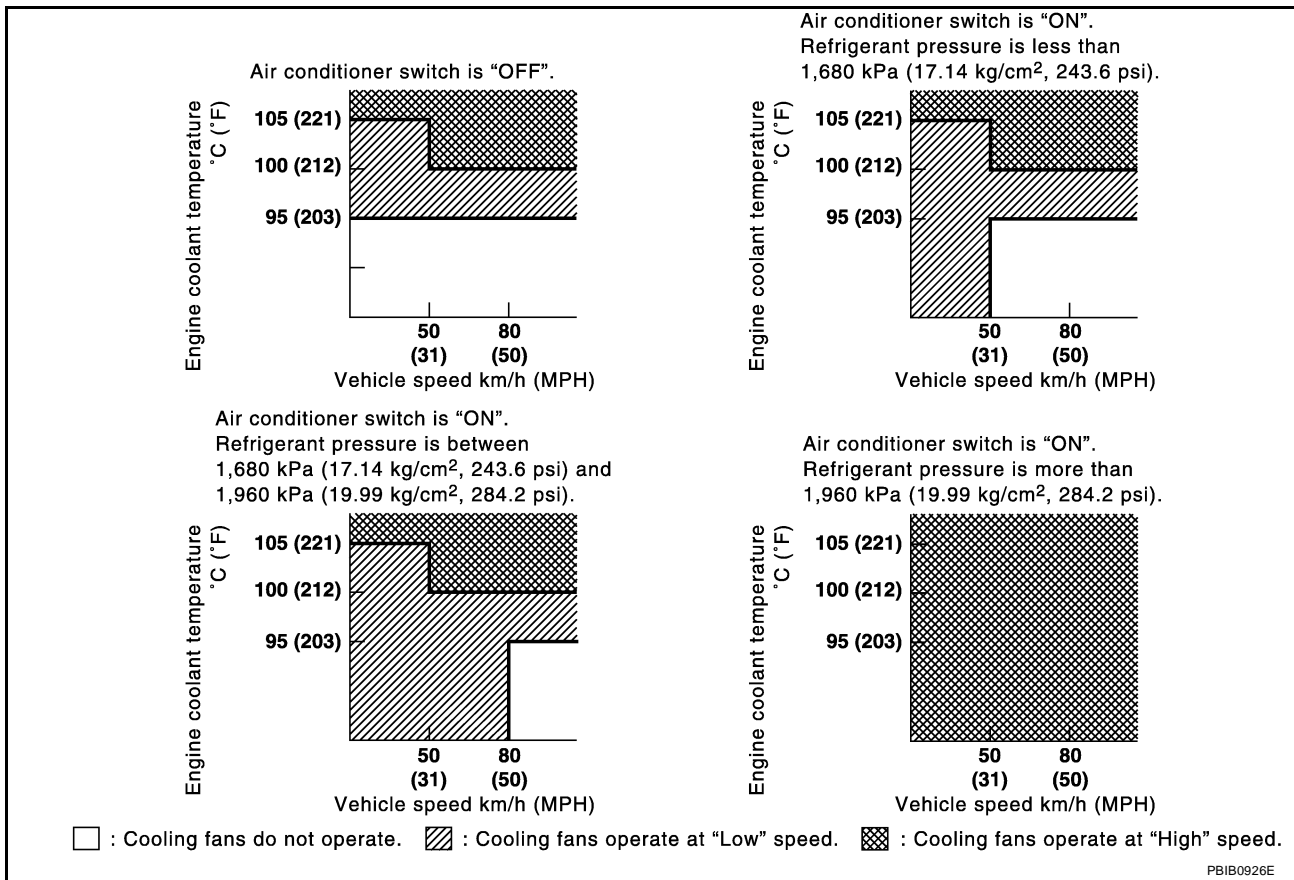 Air conditioner switch is “OFF”.
Engine coolant temperature
˚C (˚F)
105 (221)
100 (212)
95 (203)
50
(31)
80
(50)
Vehicle speed km/h (MPH)
Air conditioner switch is “ON”.
Refrigerant pressure is less than
1,680 kPa (17.14 kg/cm², 243.6 psi).
Engine coolant temperature
˚C (˚F)
105 (221)
100 (212)
95 (203)
50
(31)
80
(50)
Vehicle speed km/h (MPH)
Air conditioner switch is “ON”.
Refrigerant pressure is between
1,680 kPa (17.14 kg/cm², 243.6 psi) and
1,960 kPa (19.99 kg/cm², 284.2 psi).
Engine coolant temperature
˚C (˚F)
105 (221)
100 (212)
95 (203)
50
(31)
80
(50)
Vehicle speed km/h (MPH)
Air conditioner switch is “ON”.
Refrigerant pressure is more than
1,960 kPa (19.99 kg/cm², 284.2 psi).
Engine coolant temperature
˚C (˚F)
105 (221)
100 (212)
95 (203)
50
(31)
80
(50)
Vehicle speed km/h (MPH)
: Cooling fans do not operate.
: Cooling fans operate at “Low” speed.
: Cooling fans operate at “High” speed.
PBIB0926E